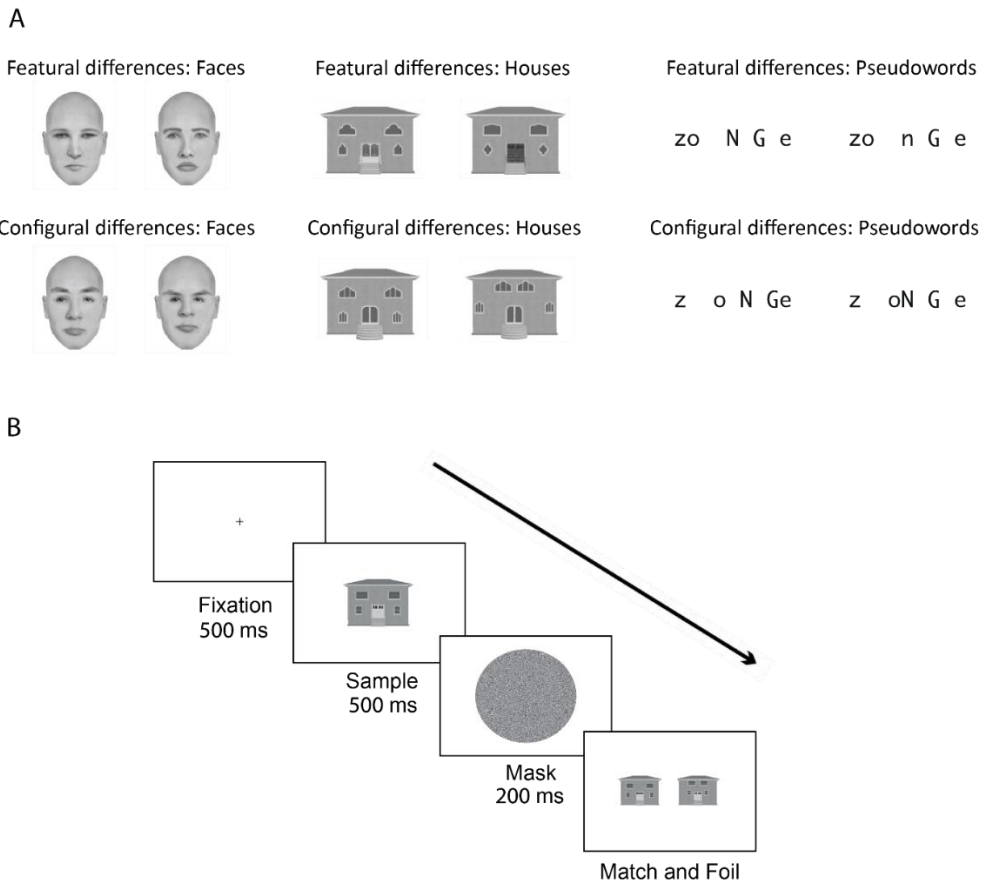 A
Featural differences: Faces
Featural differences: Houses
Featural differences: Pseudowords
zo N G e
zo n G e
Configural differences: Faces
Configural differences: Houses
Configural differences: Pseudowords
z o N Ge
z oN G e
B
Fixation
500 ms
Sample
500 ms
Mask
200 ms
Match and Foil